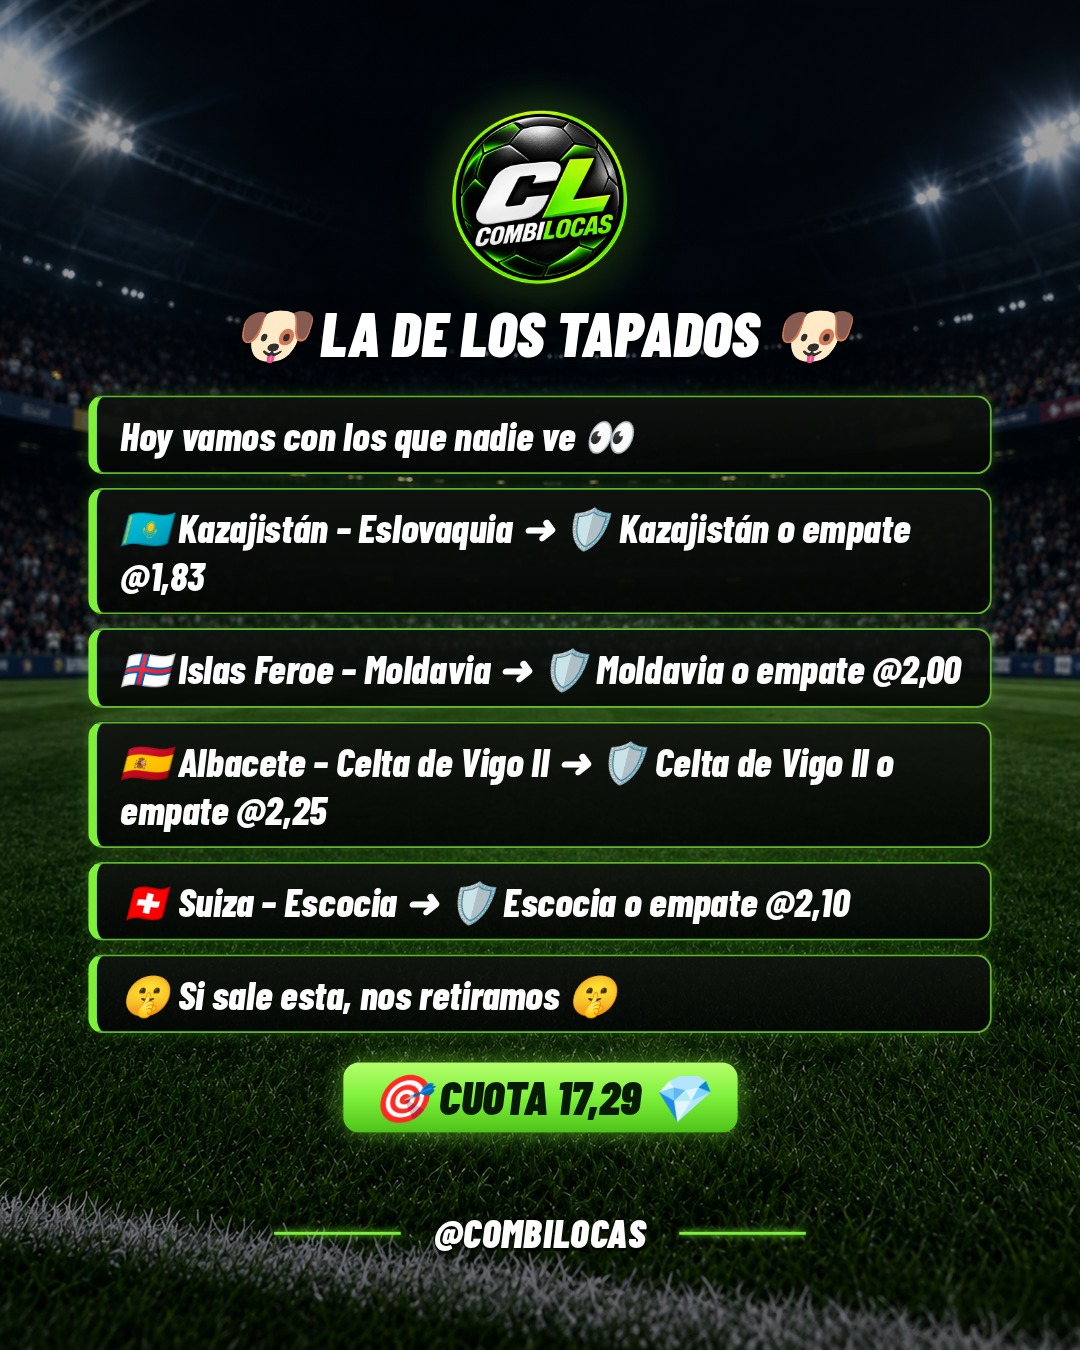 CL
COMBILOCAS
🐶 LA DE LOS TAPADOS 🐶
Hoy vamos con los que nadie ve 👀
🇰🇿 Kazajistán - Eslovaquia ➜ 🛡️ Kazajistán o empate
@1,83
🇫🇴 Islas Feroe - Moldavia ➜ 🛡️ Moldavia o empate @2,00
🇪🇸 Albacete - Celta de Vigo II ➜ 🛡️ Celta de Vigo II o
empate @2,25
🇨🇭 Suiza - Escocia ➜ 🛡️ Escocia o empate @2,10
🤫 Si sale esta, nos retiramos 🤫
🎯 CUOTA 17,29 💎
@COMBILOCAS